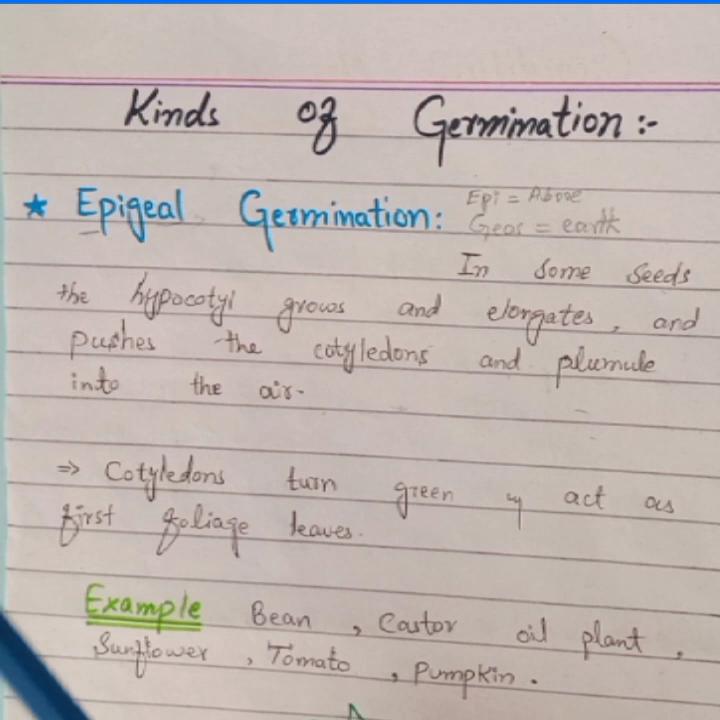 Kinds of Germination :-
★ Epigeal Germination: Epi = Above
Geos = earth
In some seeds
the hypocotyl grows and elongates, and
pushes the cotyledons and plumule
into the air.
⇒ Cotyledons turn green & act as
first foliage leaves.
Example Bean, Castor oil plant,
Sunflower, Tomato, Pumpkin.